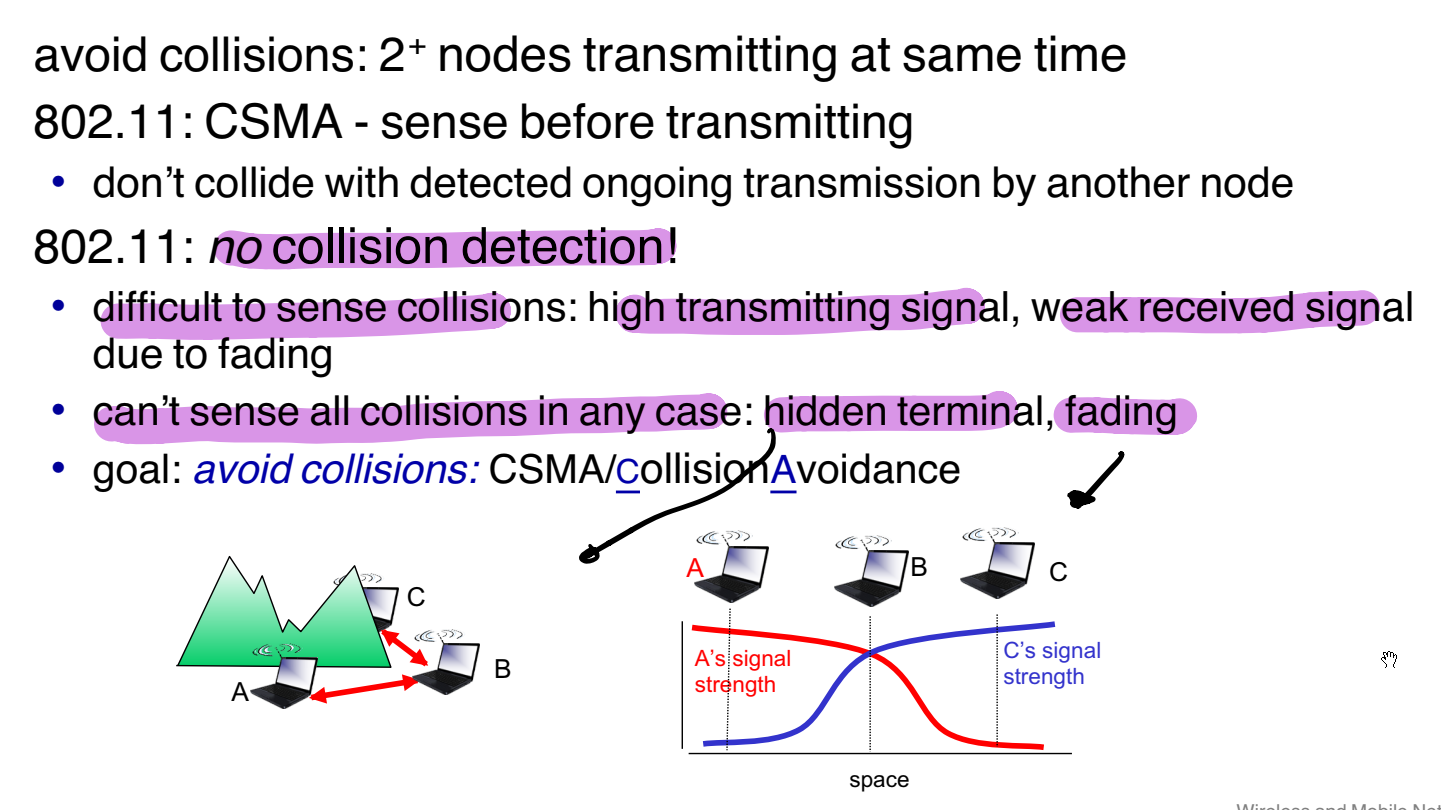 avoid collisions: 2+ nodes transmitting at same time
802.11: CSMA - sense before transmitting
• don’t collide with detected ongoing transmission by another node
802.11: no collision detection!
• difficult to sense collisions: high transmitting signal, weak received signal
due to fading
• can’t sense all collisions in any case: hidden terminal, fading
• goal: avoid collisions: CSMA/CollisionAvoidance
A
B
C
C
B
A
A’s signal
strength
C’s signal
strength
space